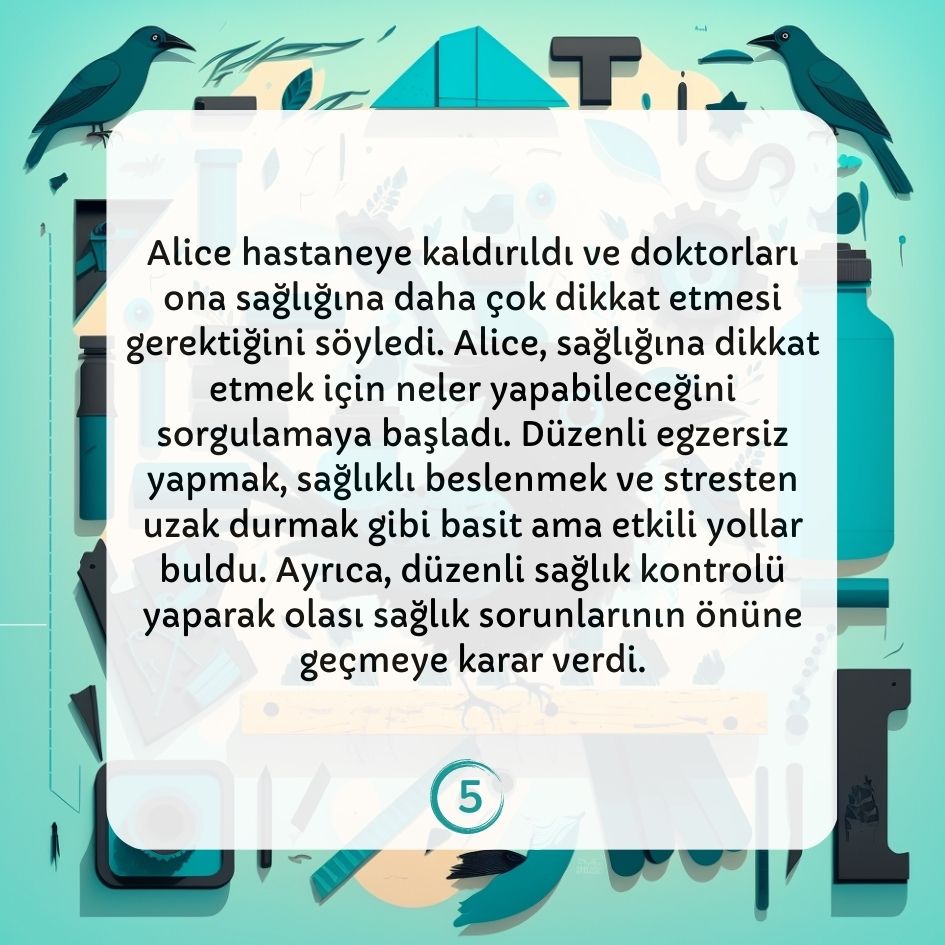 Alice hastaneye kaldırıldı ve doktorları
ona sağlığına daha çok dikkat etmesi
gerektiğini söyledi. Alice, sağlığına dikkat
etmek için neler yapabileceğini
sorgulamaya başladı. Düzenli egzersiz
yapmak, sağlıklı beslenmek ve stresten
uzak durmak gibi basit ama etkili yollar
buldu. Ayrıca, düzenli sağlık kontrolü
yaparak olası sağlık sorunlarının önüne
geçmeye karar verdi.
5